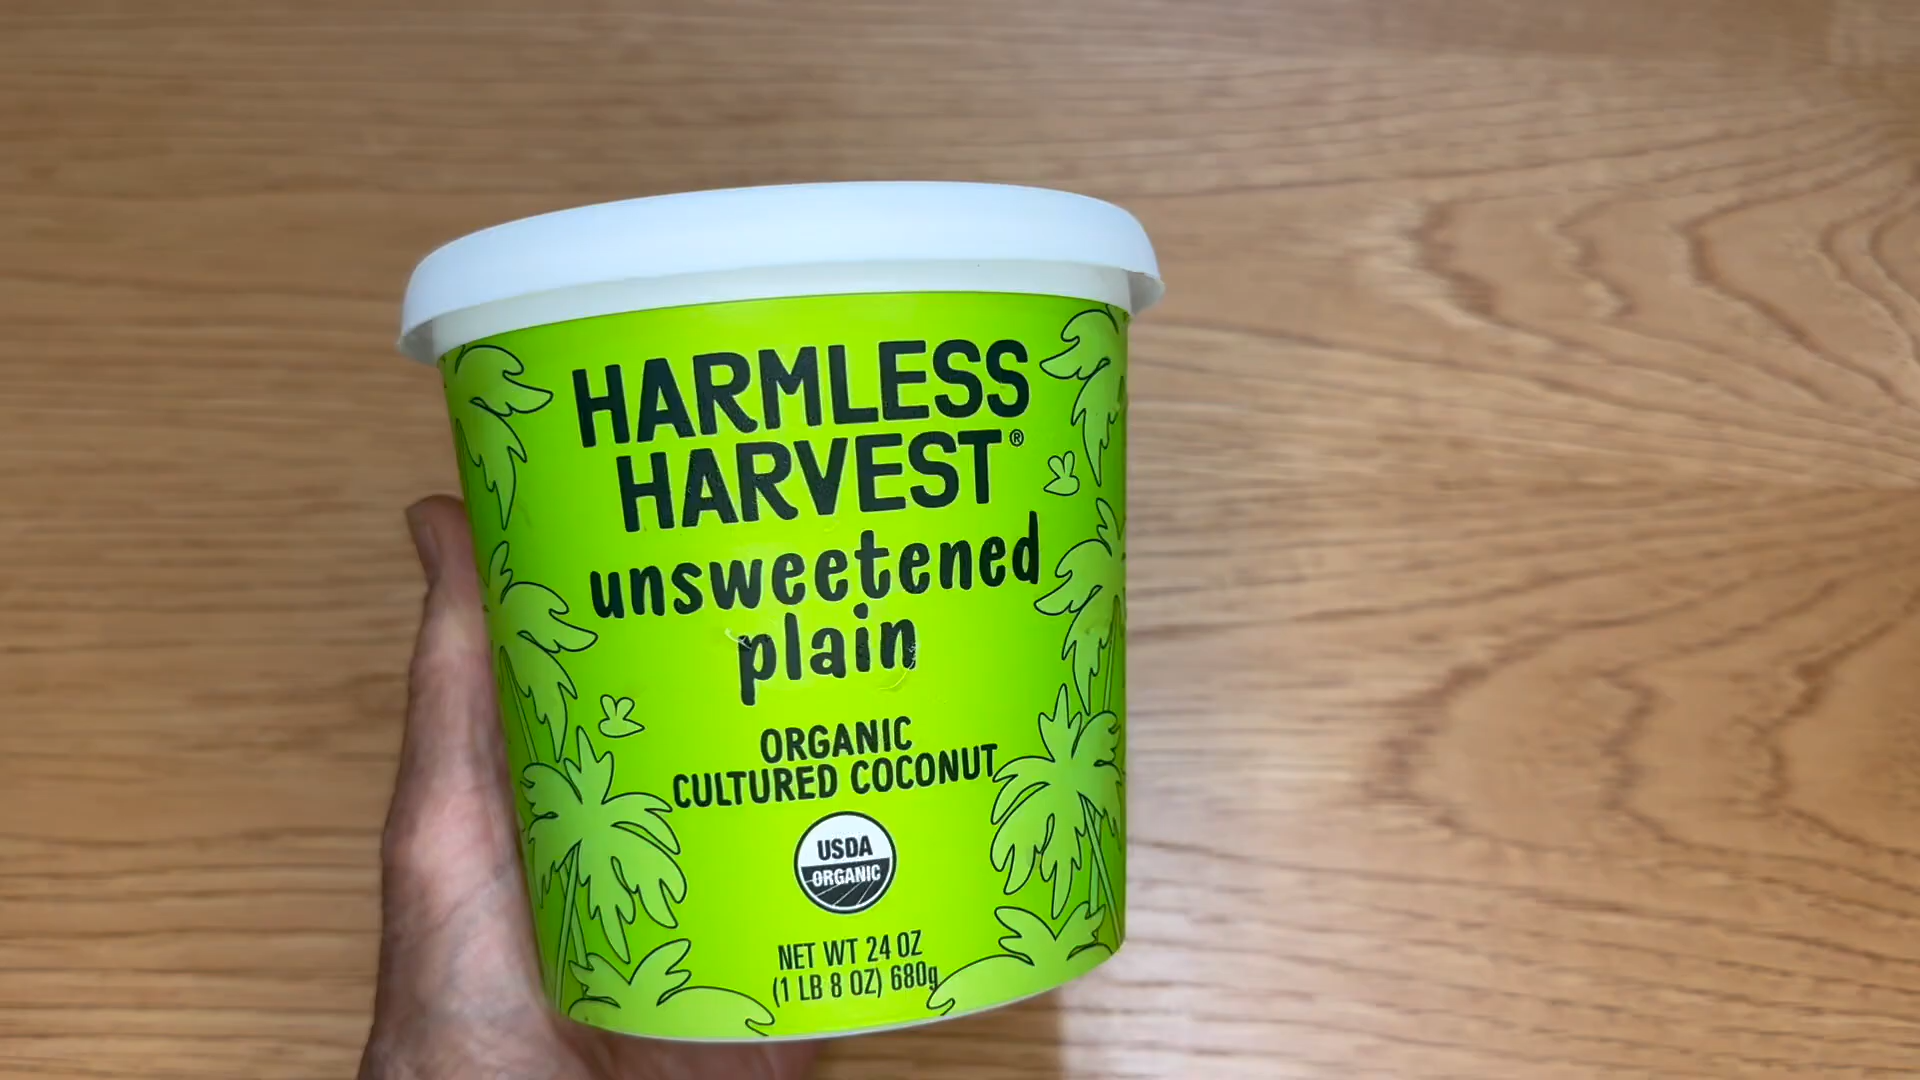 HARMLESS
HARVEST®
unsweetened
plain
ORGANIC
CULTURED COCONUT
USDA
ORGANIC
NET WT 24 OZ
(1 LB 8 OZ) 680g